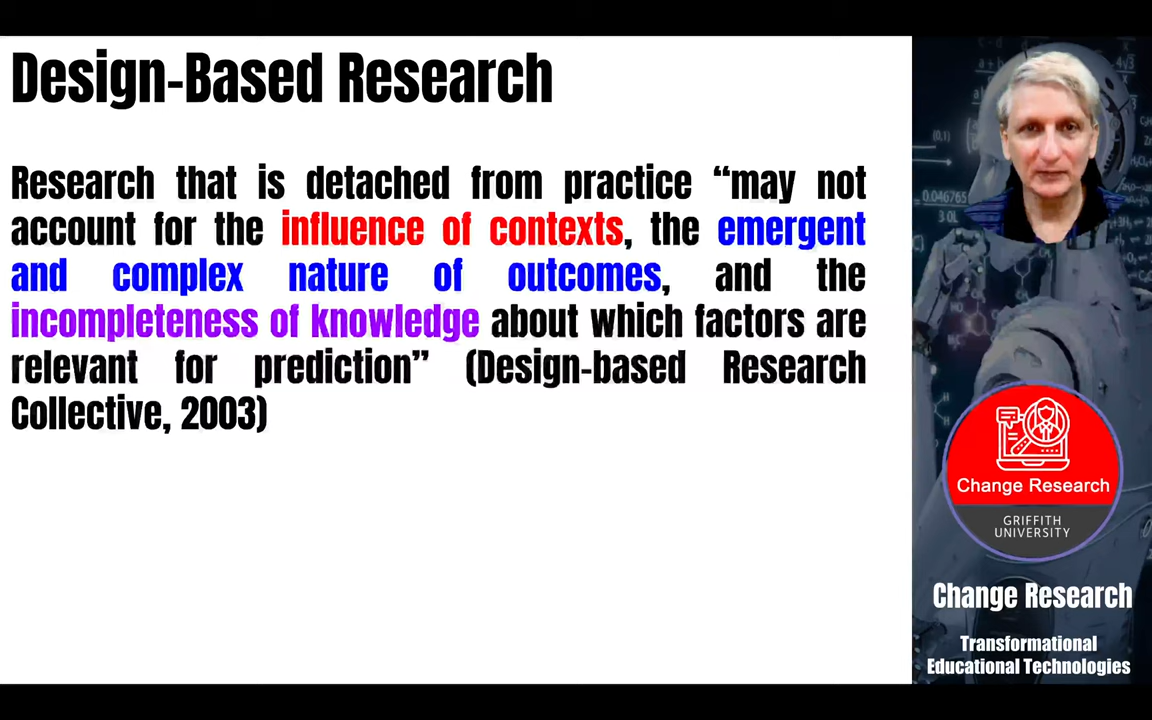 Design-Based Research
Research that is detached from practice “may not
account for the influence of contexts, the emergent
and complex nature of outcomes, and the
incompleteness of knowledge about which factors are
relevant for prediction” (Design-based Research
Collective, 2003)
Change Research
GRIFFITH
UNIVERSITY
Change Research
Transformational
Educational Technologies